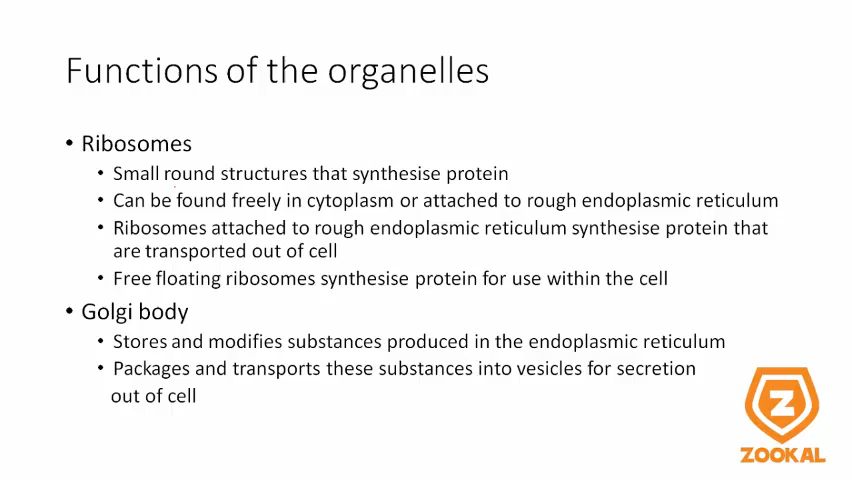 Functions of the organelles
• Ribosomes
• Small round structures that synthesise protein
• Can be found freely in cytoplasm or attached to rough endoplasmic reticulum
• Ribosomes attached to rough endoplasmic reticulum synthesise protein that
are transported out of cell
• Free floating ribosomes synthesise protein for use within the cell
• Golgi body
• Stores and modifies substances produced in the endoplasmic reticulum
• Packages and transports these substances into vesicles for secretion
out of cell
Z
ZOOKAL